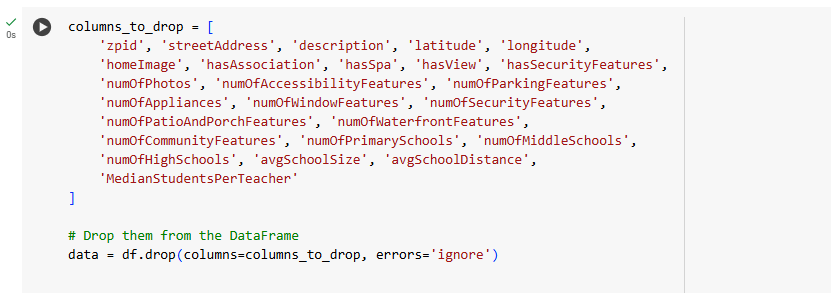 0s
columns_to_drop = [
'zpid', 'streetAddress', 'description', 'latitude', 'longitude',
'homeImage', 'hasAssociation', 'hasSpa', 'hasView', 'hasSecurityFeatures',
'numOfPhotos', 'numOfAccessibilityFeatures', 'numOfParkingFeatures',
'numOfAppliances', 'numOfWindowFeatures', 'numOfSecurityFeatures',
'numOfPatioAndPorchFeatures', 'numOfWaterfrontFeatures',
'numOfCommunityFeatures', 'numOfPrimarySchools', 'numOfMiddleSchools',
'numOfHighSchools', 'avgSchoolSize', 'avgSchoolDistance',
'MedianStudentsPerTeacher'
]
# Drop them from the DataFrame
data = df.drop(columns=columns_to_drop, errors='ignore')